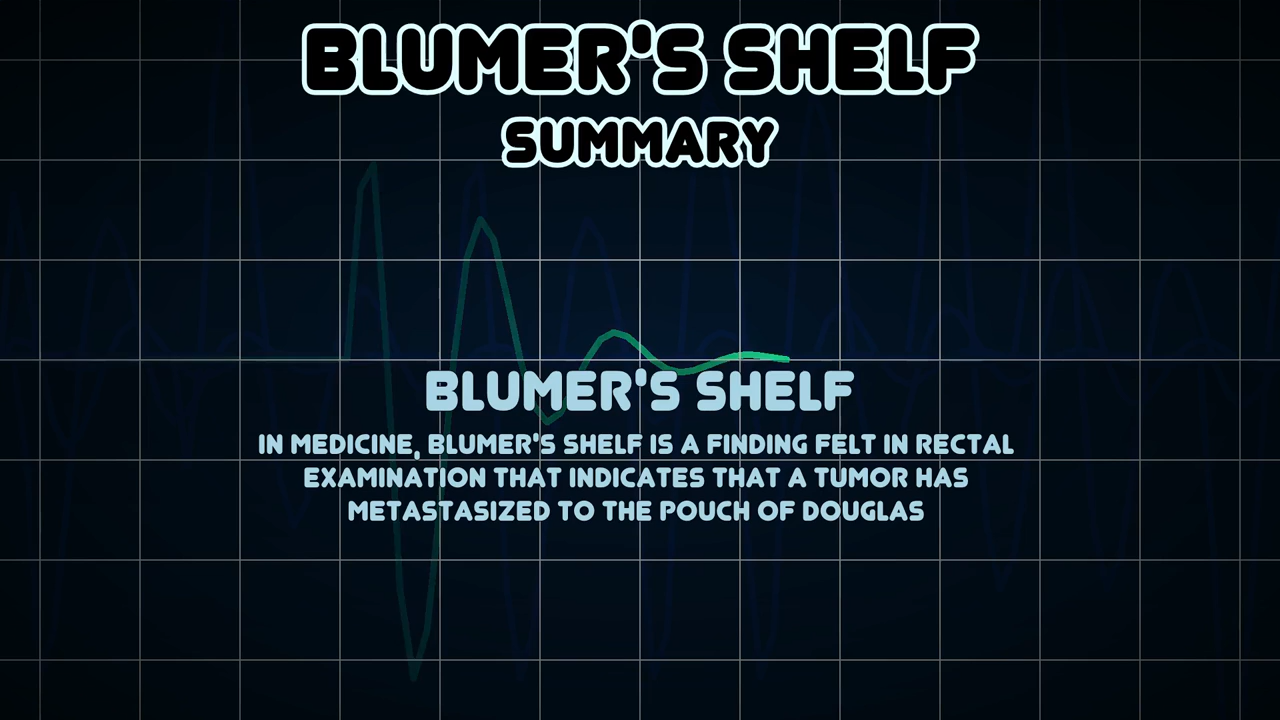 BLUMER'S SHELF
SUMMARY
BLUMER'S SHELF
IN MEDICINE, BLUMER'S SHELF IS A FINDING FELT IN RECTAL
EXAMINATION THAT INDICATES THAT A TUMOR HAS
METASTASIZED TO THE POUCH OF DOUGLAS